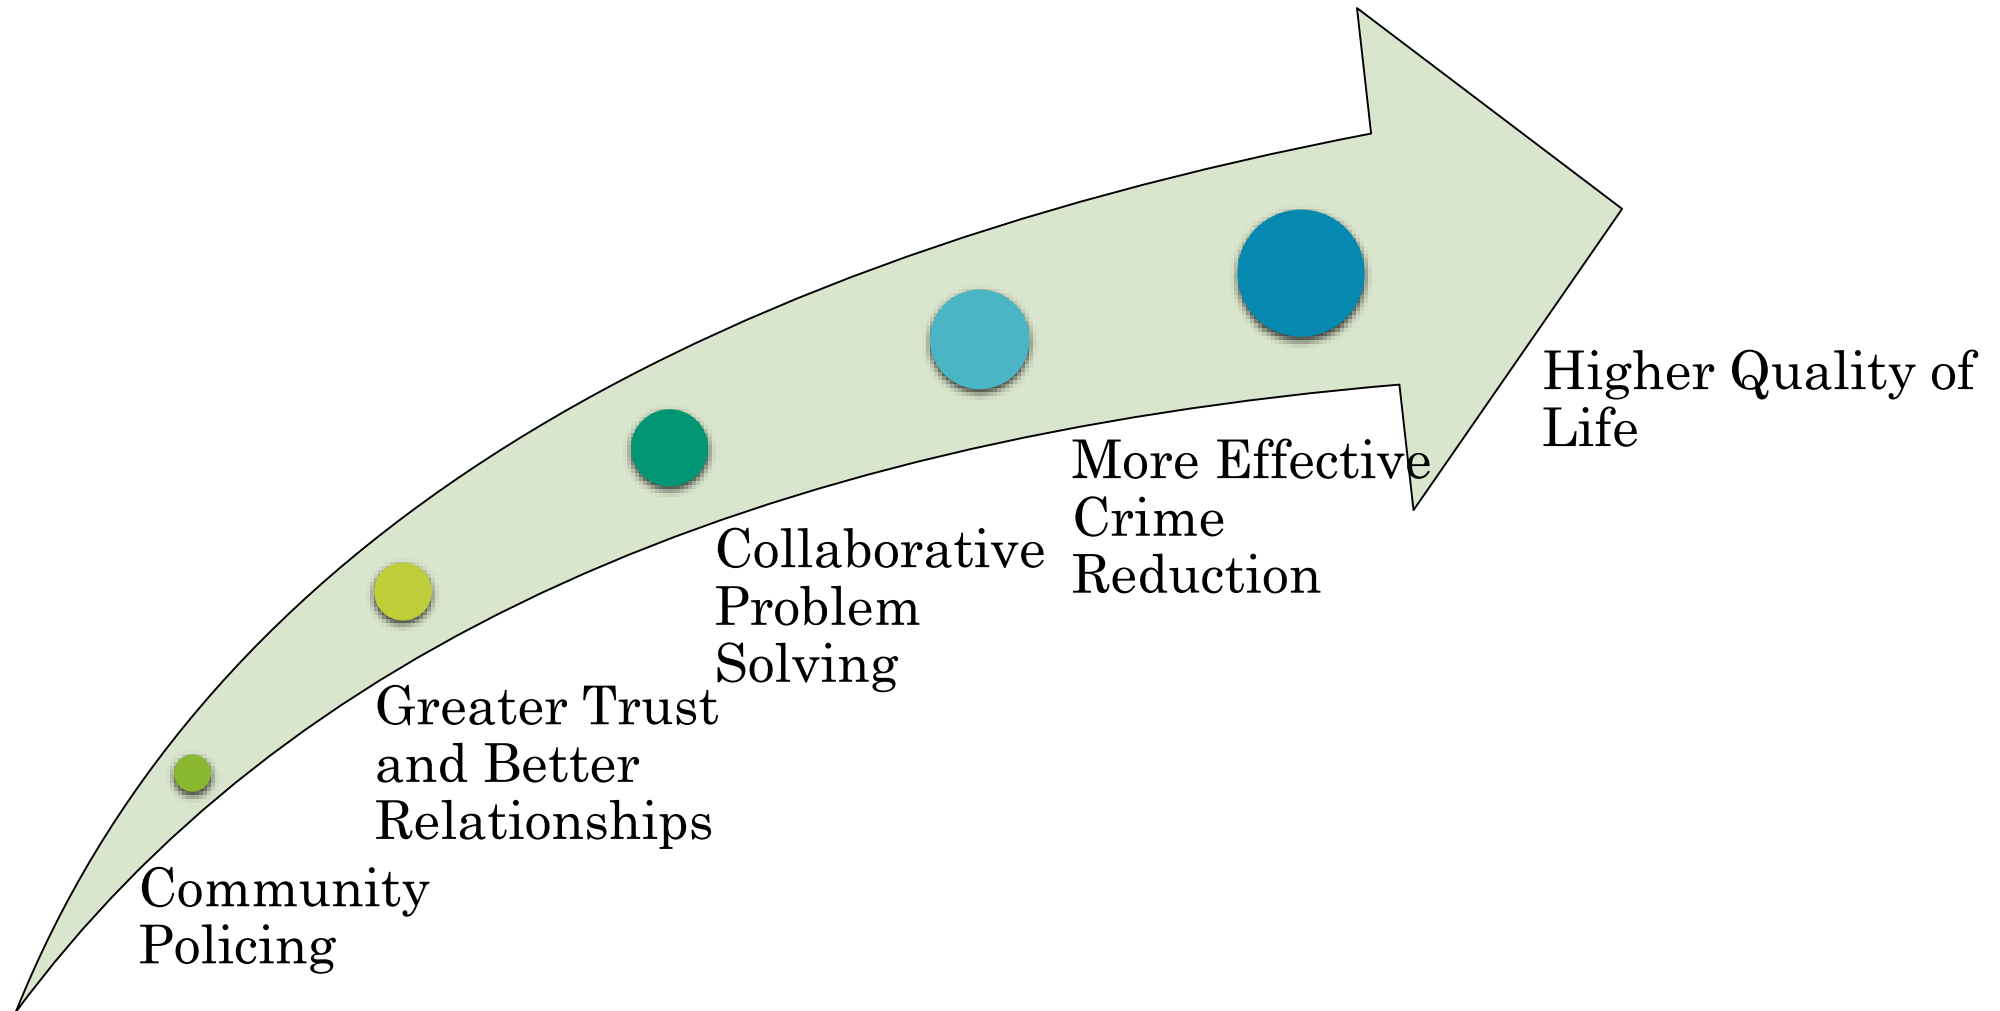 Community
Policing
Greater Trust
and Better
Relationships
Collaborative
Problem
Solving
More Effective
Crime
Reduction
Higher Quality of
Life